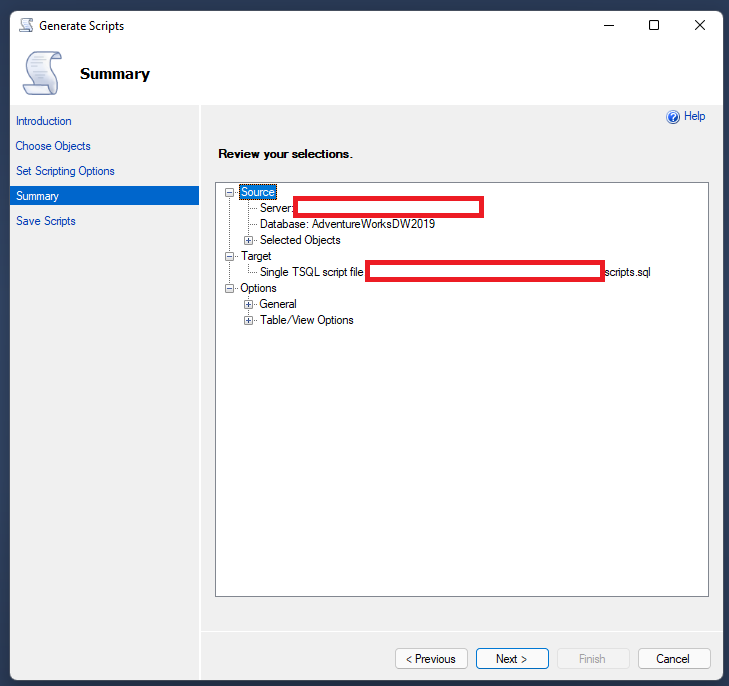 Generate Scripts
Summary
Introduction
Choose Objects
Set Scripting Options
Summary
Save Scripts
Help
Review your selections.
Source
Server:
Database: AdventureWorksDW2019
Selected Objects
Target
Single TSQL script file scripts.sql
Options
General
Table/View Options
< Previous
Next >
Finish
Cancel